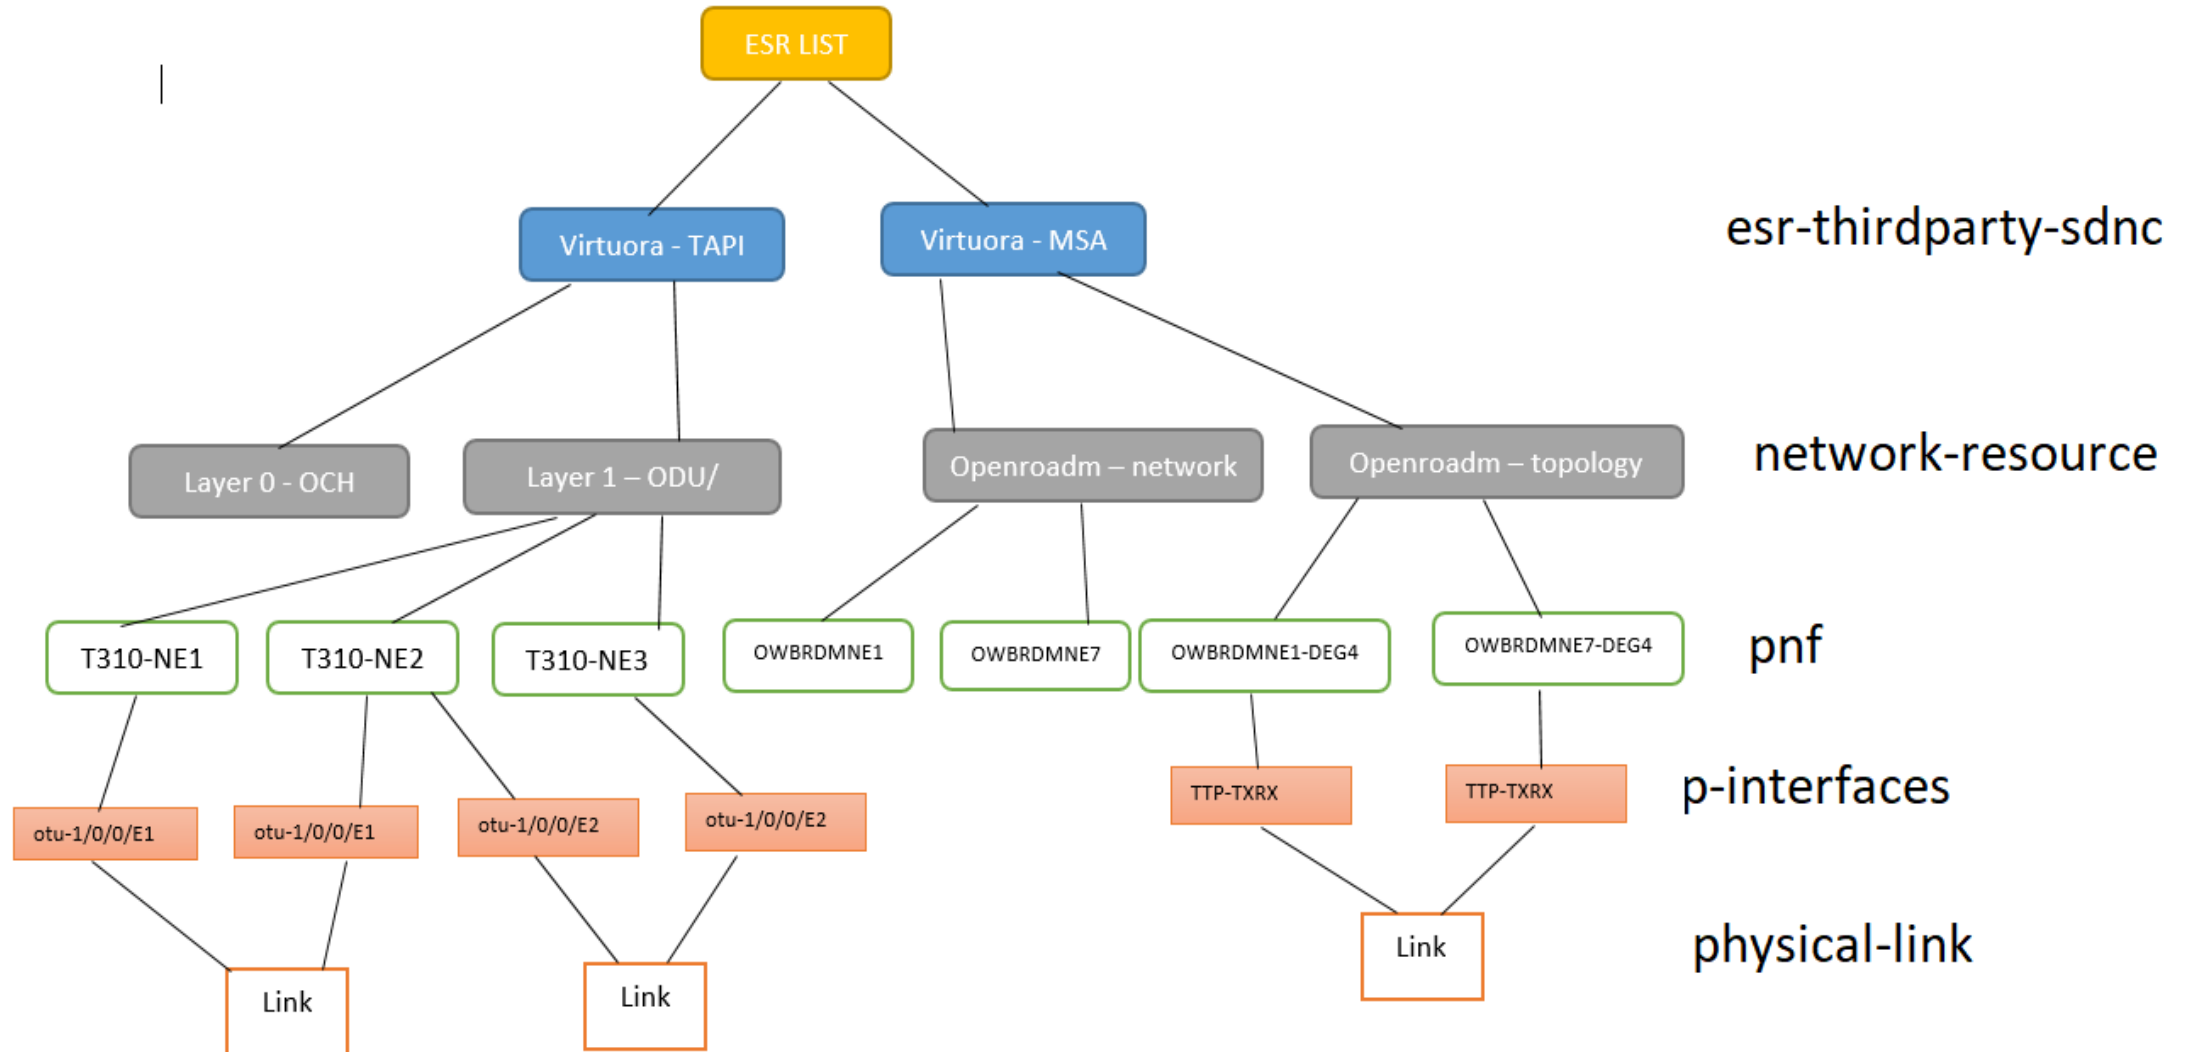 ESR LIST
Virtuora - TAPI
Virtuora - MSA
esr-thirdparty-sdnc
Layer 0 - OCH
Layer 1 – ODU/
Openroadm – network
Openroadm – topology
network-resource
T310-NE1
T310-NE2
T310-NE3
OWBRDMNE1
OWBRDMNE7
OWBRDMNE1-DEG4
OWBRDMNE7-DEG4
pnf
otu-1/0/0/E1
otu-1/0/0/E1
otu-1/0/0/E2
otu-1/0/0/E2
TTP-TXRX
TTP-TXRX
p-interfaces
Link
Link
Link
physical-link